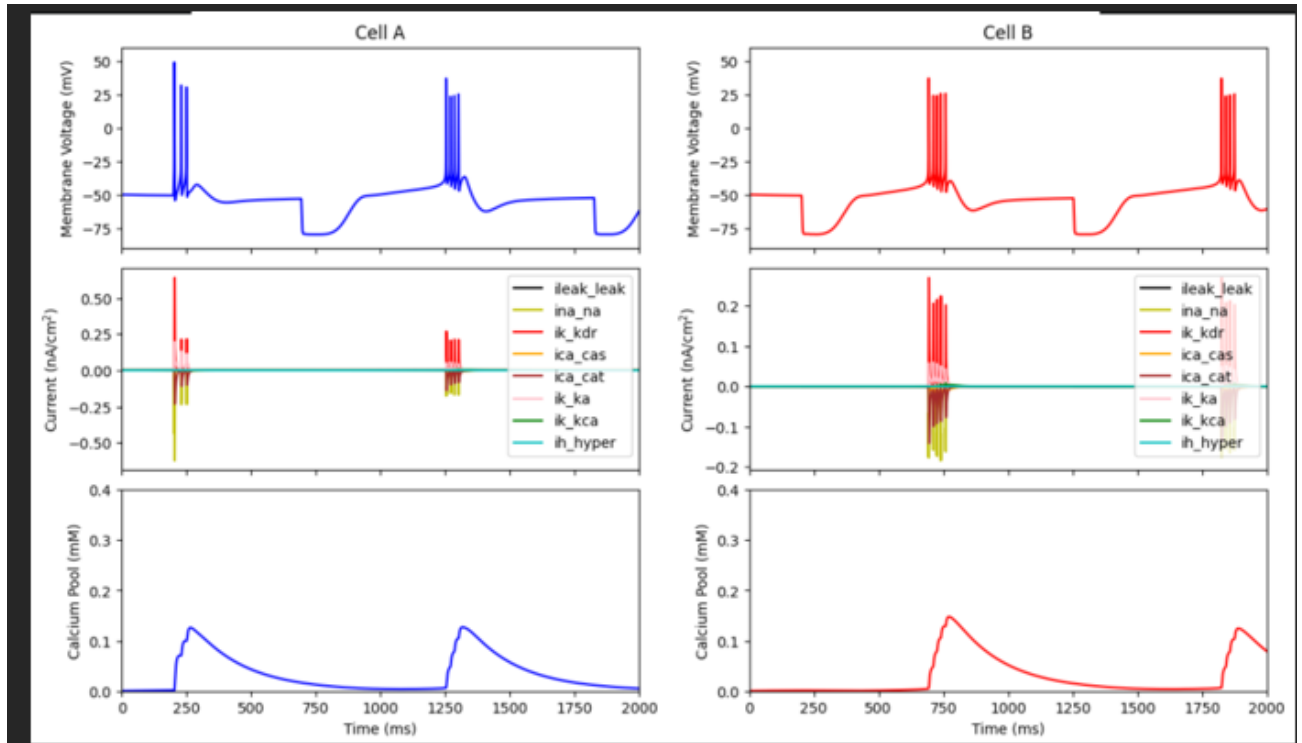 Cell A
Membrane Voltage (mV)
50
25
0
−25
−50
−75
Current (nA/cm²)
0.50
0.25
0.00
−0.25
−0.50
ileak_leak
ina_na
ik_kdr
ica_cas
ica_cat
ik_ka
ik_kca
ih_hyper
Calcium Pool (mM)
0.4
0.3
0.2
0.1
0.0
0 250 500 750 1000 1250 1500 1750 2000
Time (ms)
Cell B
Membrane Voltage (mV)
50
25
0
−25
−50
−75
Current (nA/cm²)
0.2
0.1
0.0
−0.1
−0.2
ileak_leak
ina_na
ik_kdr
ica_cas
ica_cat
ik_ka
ik_kca
ih_hyper
Calcium Pool (mM)
0.4
0.3
0.2
0.1
0.0
0 250 500 750 1000 1250 1500 1750 2000
Time (ms)